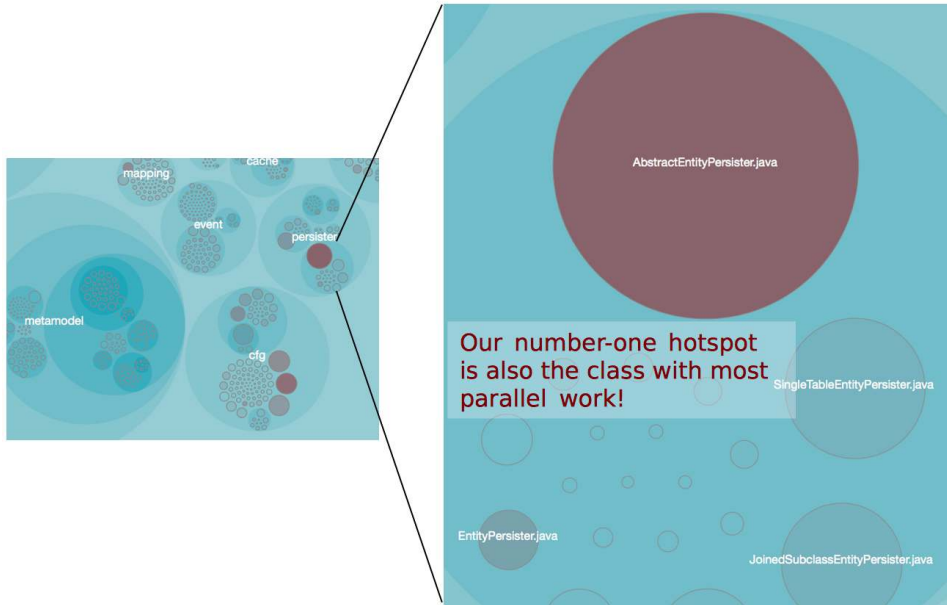 mapping
cache
event
persister
metamodel
cfg
AbstractEntityPersister.java
Our number-one hotspot
is also the class with most
parallel work!
SingleTableEntityPersister.java
EntityPersister.java
JoinedSubclassEntityPersister.java